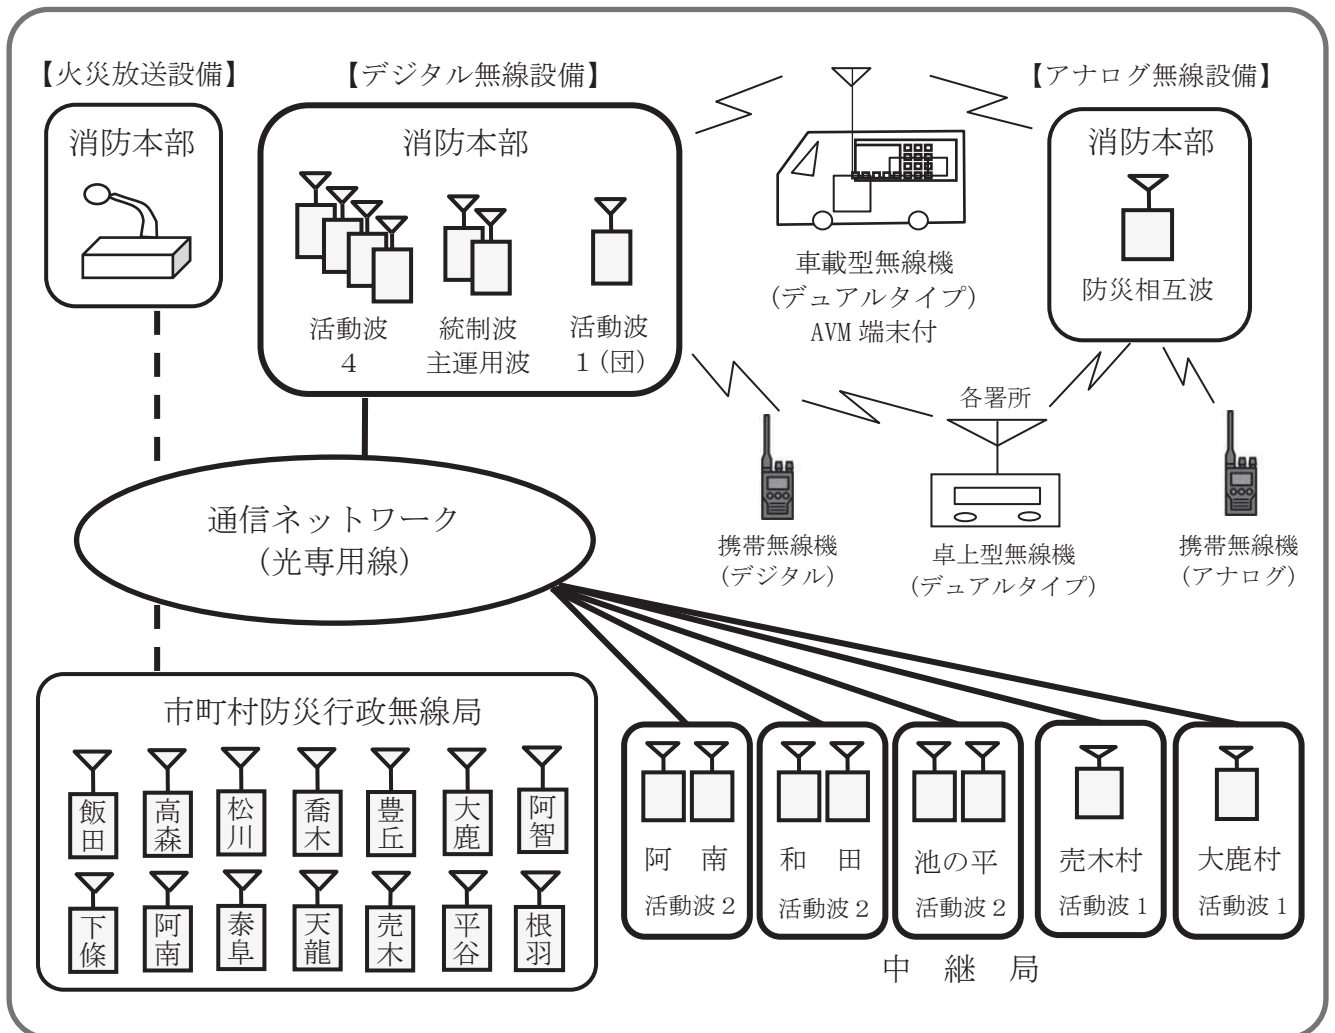 【火災放送設備】
消防本部
【デジタル無線設備】
消防本部
活動波
4
統制波
主運用波
活動波
1(団)
車載型無線機
(デュアルタイプ)
AVM 端末付
【アナログ無線設備】
消防本部
防災相互波
各署所
携帯無線機
(デジタル)
卓上型無線機
(デュアルタイプ)
携帯無線機
(アナログ)
通信ネットワーク
(光専用線)
市町村防災行政無線局
飯田
高森
松川
喬木
豊丘
大鹿
阿智
下條
阿南
泰阜
天龍
売木
平谷
根羽
阿 南
活動波2
和 田
活動波2
池の平
活動波2
売木村
活動波1
大鹿村
活動波1
中 継 局